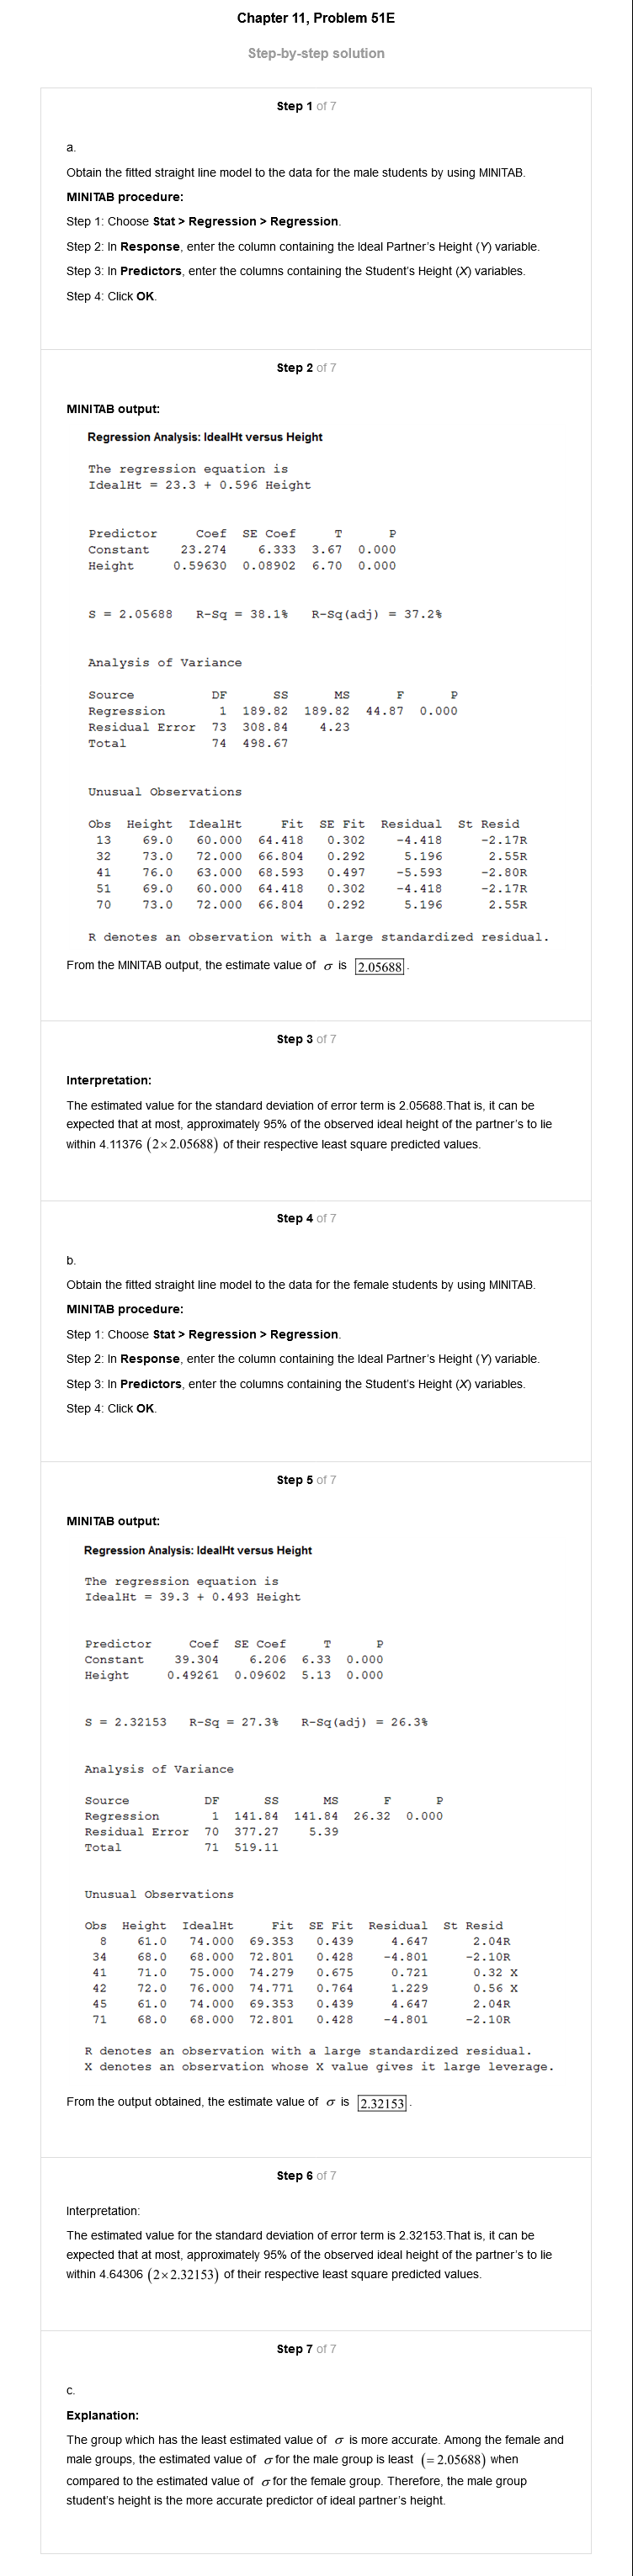 Chapter 11, Problem 51E
Step-by-step solution
Step 1 of 7
a.
Obtain the fitted straight line model to the data for the male students by using MINITAB.
MINITAB procedure:
Step 1: Choose Stat > Regression > Regression.
Step 2: In Response, enter the column containing the Ideal Partner's Height (Y) variable.
Step 3: In Predictors, enter the columns containing the Student's Height (X) variables.
Step 4: Click OK.
Step 2 of 7
MINITAB output:
Regression Analysis: IdealHt versus Height
The regression equation is
IdealHt = 23.3 + 0.596 Height
Predictor Coef SE Coef T P
Constant 23.274 6.333 3.67 0.000
Height 0.59630 0.08902 6.70 0.000
S = 2.05688 R-Sq = 38.1% R-Sq(adj) = 37.2%
Analysis of Variance
Source DF SS MS F P
Regression 1 189.82 189.82 44.87 0.000
Residual Error 73 308.84 4.23
Total 74 498.67
Unusual Observations
Obs Height IdealHt Fit SE Fit Residual St Resid
13 69.0 60.000 64.418 0.302 -4.418 -2.17R
32 73.0 72.000 66.804 0.292 5.196 2.55R
41 76.0 63.000 68.593 0.497 -5.593 -2.80R
51 69.0 60.000 64.418 0.302 -4.418 -2.17R
70 73.0 72.000 66.804 0.292 5.196 2.55R
R denotes an observation with a large standardized residual.
From the MINITAB output, the estimate value of σ is 2.05688.
Step 3 of 7
Interpretation:
The estimated value for the standard deviation of error term is 2.05688.That is, it can be
expected that at most, approximately 95% of the observed ideal height of the partner's to lie
within 4.11376 (2×2.05688) of their respective least square predicted values.
Step 4 of 7
b.
Obtain the fitted straight line model to the data for the female students by using MINITAB.
MINITAB procedure:
Step 1: Choose Stat > Regression > Regression.
Step 2: In Response, enter the column containing the Ideal Partner's Height (Y) variable.
Step 3: In Predictors, enter the columns containing the Student's Height (X) variables.
Step 4: Click OK.
Step 5 of 7
MINITAB output:
Regression Analysis: IdealHt versus Height
The regression equation is
IdealHt = 39.3 + 0.493 Height
Predictor Coef SE Coef T P
Constant 39.304 6.206 6.33 0.000
Height 0.49261 0.09602 5.13 0.000
S = 2.32153 R-Sq = 27.3% R-Sq(adj) = 26.3%
Analysis of Variance
Source DF SS MS F P
Regression 1 141.84 141.84 26.32 0.000
Residual Error 70 377.27 5.39
Total 71 519.11
Unusual Observations
Obs Height IdealHt Fit SE Fit Residual St Resid
8 61.0 74.000 69.353 0.439 4.647 2.04R
34 68.0 68.000 72.801 0.428 -4.801 -2.10R
41 71.0 75.000 74.279 0.675 0.721 0.32 X
42 72.0 76.000 74.771 0.764 1.229 0.56 X
45 61.0 74.000 69.353 0.439 4.647 2.04R
71 68.0 68.000 72.801 0.428 -4.801 -2.10R
R denotes an observation with a large standardized residual.
X denotes an observation whose X value gives it large leverage.
From the output obtained, the estimate value of σ is 2.32153.
Step 6 of 7
Interpretation:
The estimated value for the standard deviation of error term is 2.32153.That is, it can be
expected that at most, approximately 95% of the observed ideal height of the partner's to lie
within 4.64306 (2×2.32153) of their respective least square predicted values.
Step 7 of 7
c.
Explanation:
The group which has the least estimated value of σ is more accurate. Among the female and
male groups, the estimated value of σ for the male group is least (= 2.05688) when
compared to the estimated value of σ for the female group. Therefore, the male group
student's height is the more accurate predictor of ideal partner's height.